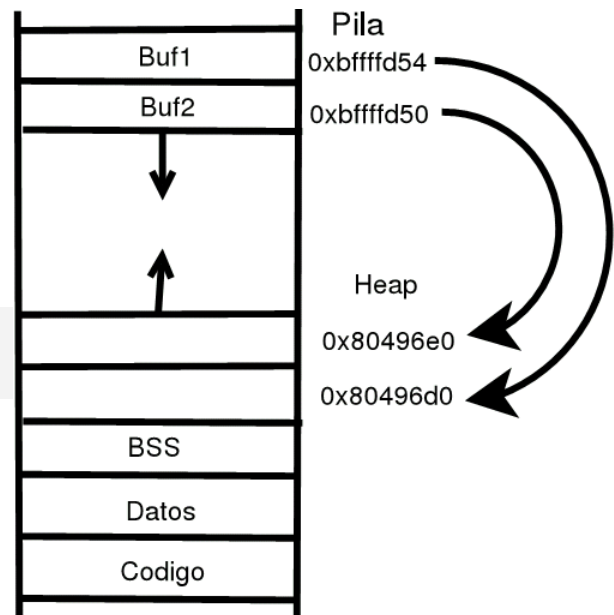 Pila
Buf1
0xbffffd54
Buf2
0xbffffd50
Heap
0x80496e0
0x80496d0
BSS
Datos
Codigo